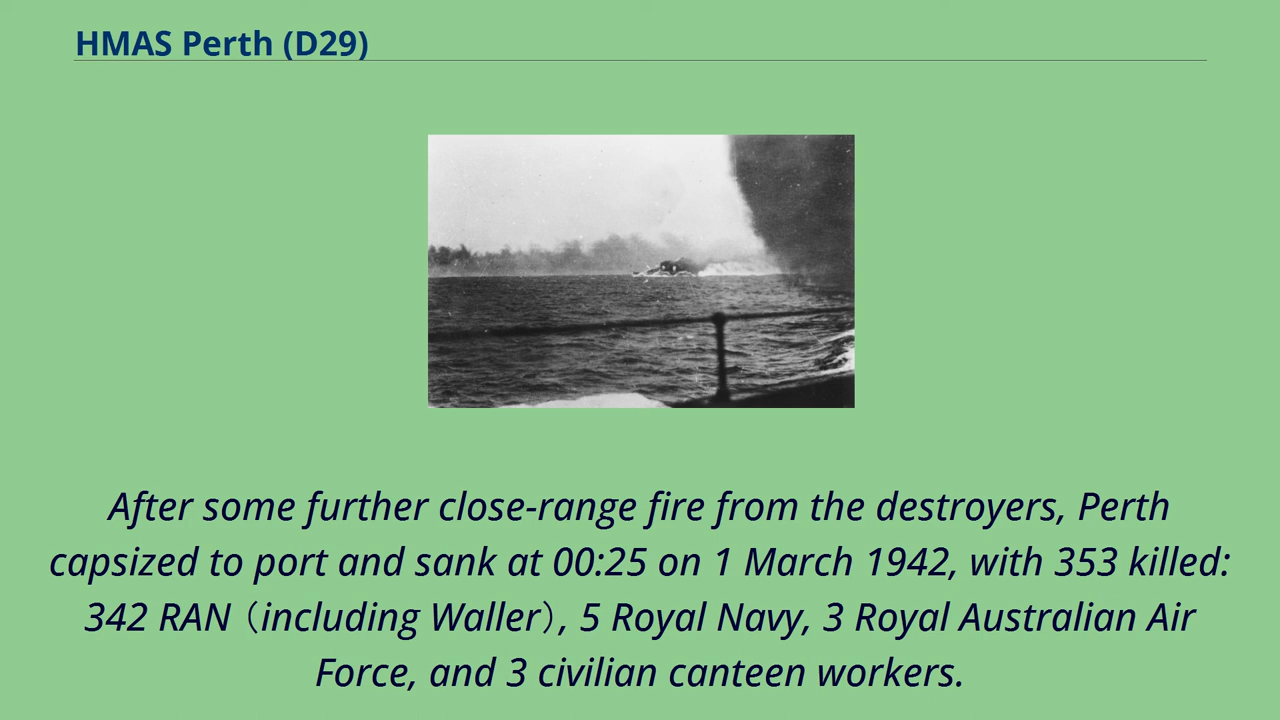 HMAS Perth (D29)
After some further close-range fire from the destroyers, Perth
capsized to port and sank at 00:25 on 1 March 1942, with 353 killed:
342 RAN（including Waller）, 5 Royal Navy, 3 Royal Australian Air
Force, and 3 civilian canteen workers.